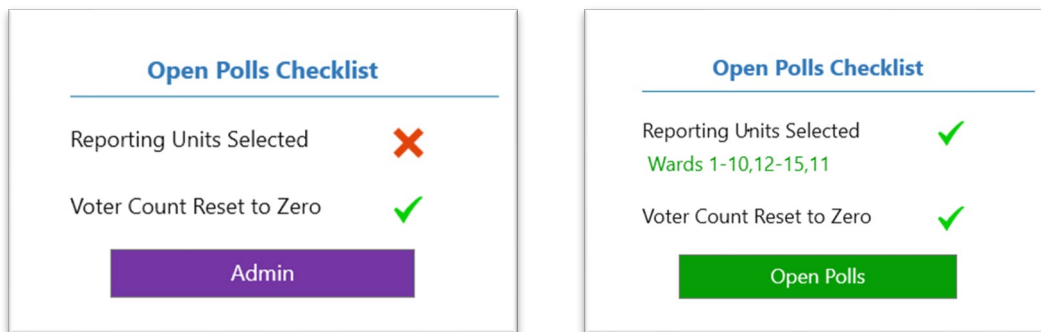 Open Polls Checklist
Reporting Units Selected
Voter Count Reset to Zero
Admin
Open Polls Checklist
Reporting Units Selected
Wards 1-10,12-15,11
Voter Count Reset to Zero
Open Polls